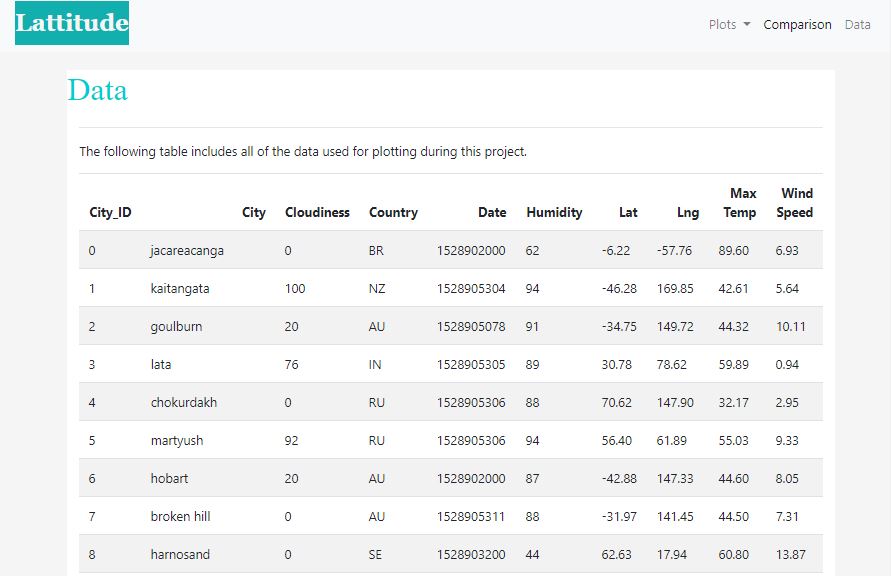 Lattitude
Plots Comparison Data
Data
The following table includes all of the data used for plotting during this project.
City_ID City Cloudiness Country Date Humidity Lat Lng Max Temp Wind Speed
0 jacareacanga 0 BR 1528902000 62 -6.22 -57.76 89.60 6.93
1 kaitangata 100 NZ 1528905304 94 -46.28 169.85 42.61 5.64
2 goulburn 20 AU 1528905078 91 -34.75 149.72 44.32 10.11
3 lata 76 IN 1528905305 89 30.78 78.62 59.89 0.94
4 chokurdakh 0 RU 1528905306 88 70.62 147.90 32.17 2.95
5 martyush 92 RU 1528905306 94 56.40 61.89 55.03 9.33
6 hobart 20 AU 1528902000 87 -42.88 147.33 44.60 8.05
7 broken hill 0 AU 1528905311 88 -31.97 141.45 44.50 7.31
8 harnosand 0 SE 1528903200 44 62.63 17.94 60.80 13.87